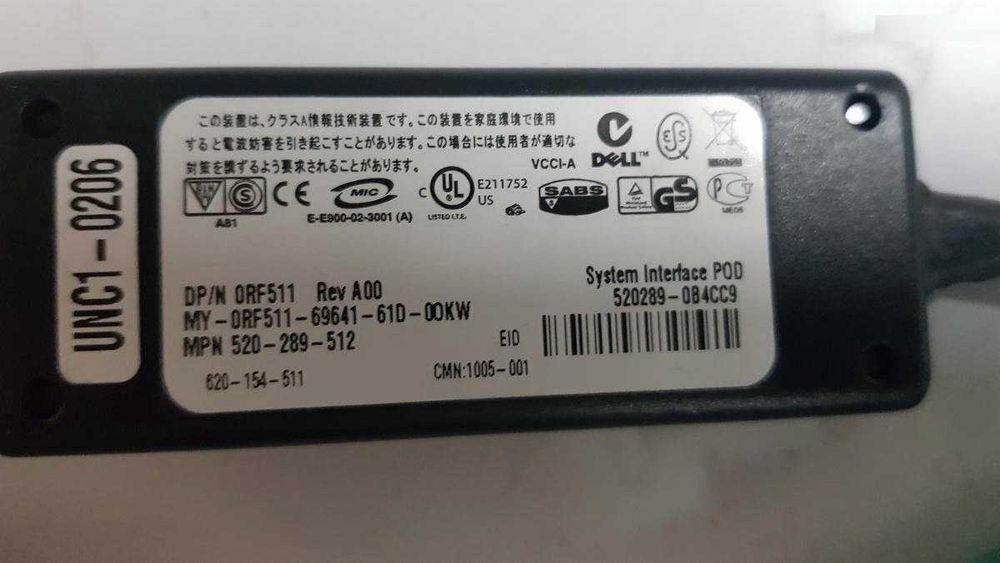 UNC1-0206
この装置は、クラスA情報技術装置です。この装置を家庭環境で使用
すると電波妨害を引き起こすことがあります。この場合には使用者が適切な
対策を講ずるよう要求されることがあります。
VCCI-A
DELL™
AB1
CE
MIC
E-E900-02-3001 (A)
C UL US
E211752
LISTED I.T.E.
SABS
GS
ME06
DP/N 0RF511 Rev A00
MY-0RF511-69641-61D-00KW
MPN 520-289-512
620-154-511
CMN:1005-001
System Interface POD
520289-084CC9
EID